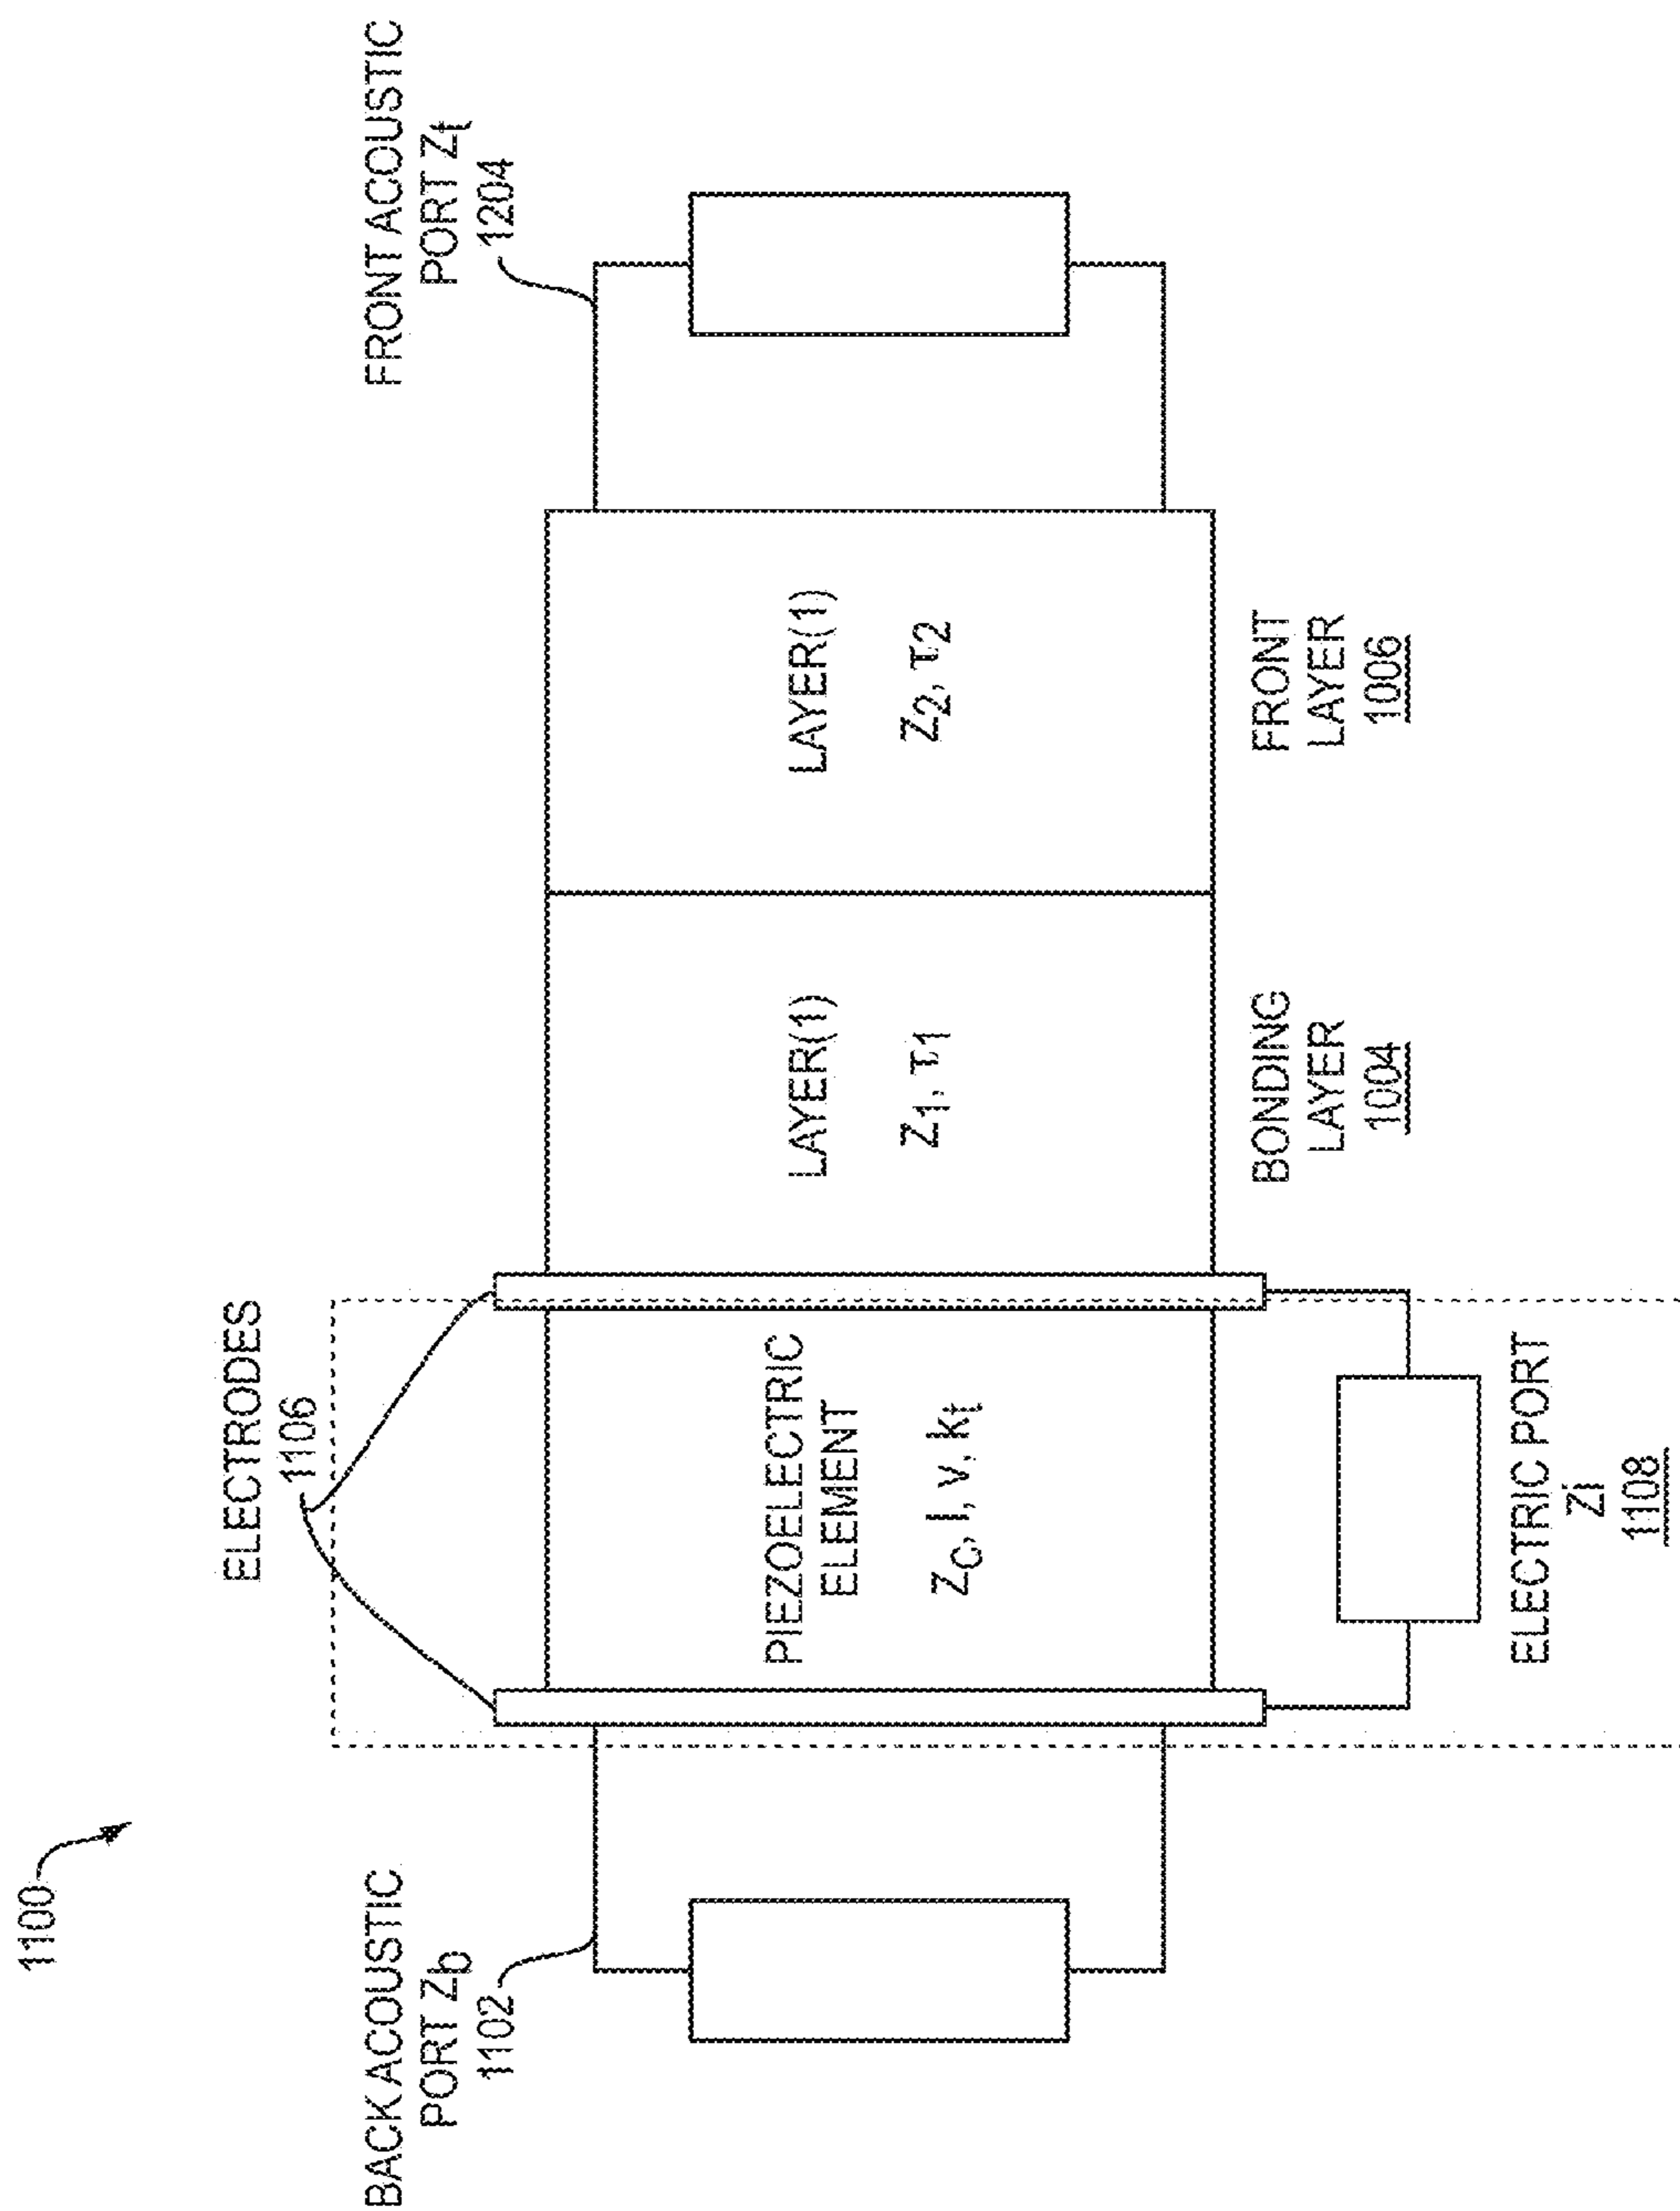 1100
BACK ACOUSTIC
PORT Zb
1102
ELECTRODES
1106
FRONT ACOUSTIC
PORT Zt
1204
PIEZOELECTRIC
ELEMENT
ZC, l, v, kt
LAYER(1)
Z1, τ1
LAYER(1)
Z2, τ2
ELECTRIC PORT
Zi
1108
BONDING
LAYER
1004
FRONT
LAYER
1006